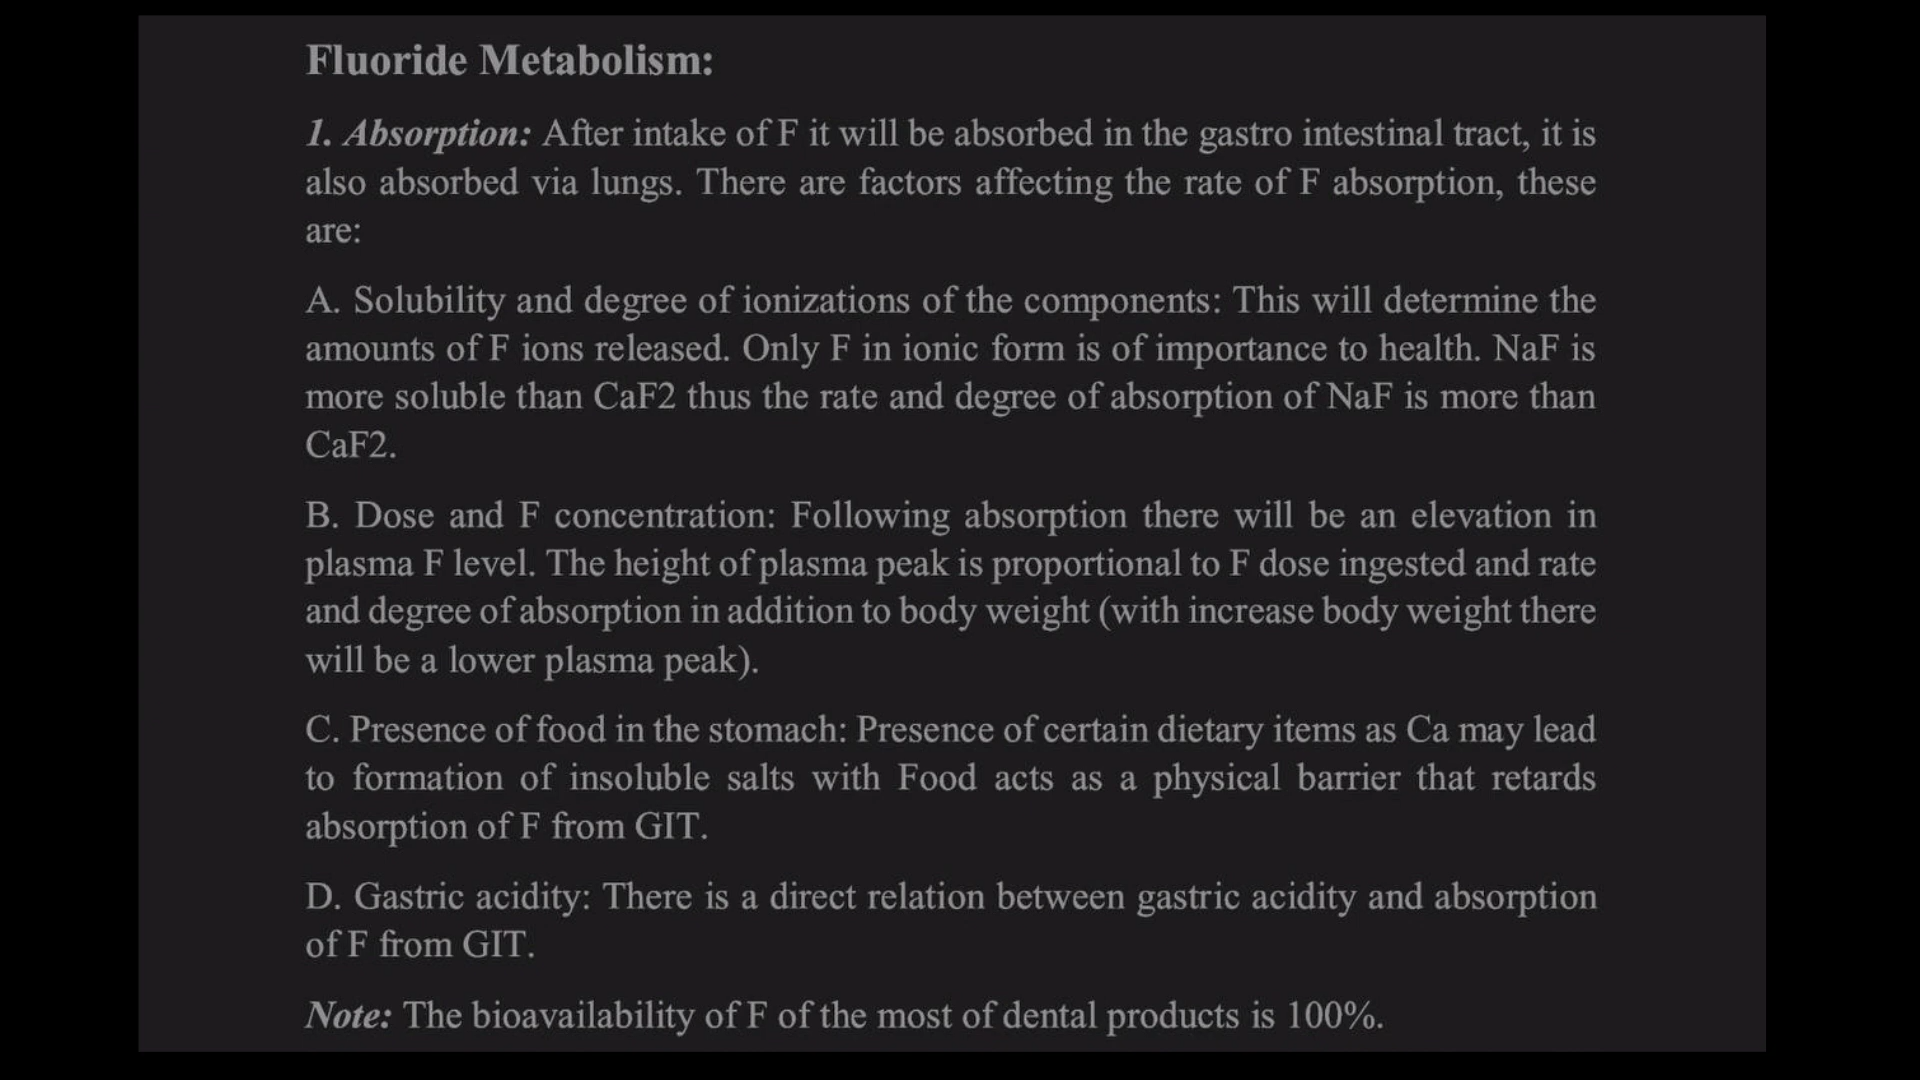 Fluoride Metabolism:
1. Absorption: After intake of F it will be absorbed in the gastro intestinal tract, it is
also absorbed via lungs. There are factors affecting the rate of F absorption, these
are:
A. Solubility and degree of ionizations of the components: This will determine the
amounts of F ions released. Only F in ionic form is of importance to health. NaF is
more soluble than CaF2 thus the rate and degree of absorption of NaF is more than
CaF2.
B. Dose and F concentration: Following absorption there will be an elevation in
plasma F level. The height of plasma peak is proportional to F dose ingested and rate
and degree of absorption in addition to body weight (with increase body weight there
will be a lower plasma peak).
C. Presence of food in the stomach: Presence of certain dietary items as Ca may lead
to formation of insoluble salts with Food acts as a physical barrier that retards
absorption of F from GIT.
D. Gastric acidity: There is a direct relation between gastric acidity and absorption
of F from GIT.
Note: The bioavailability of F of the most of dental products is 100%.